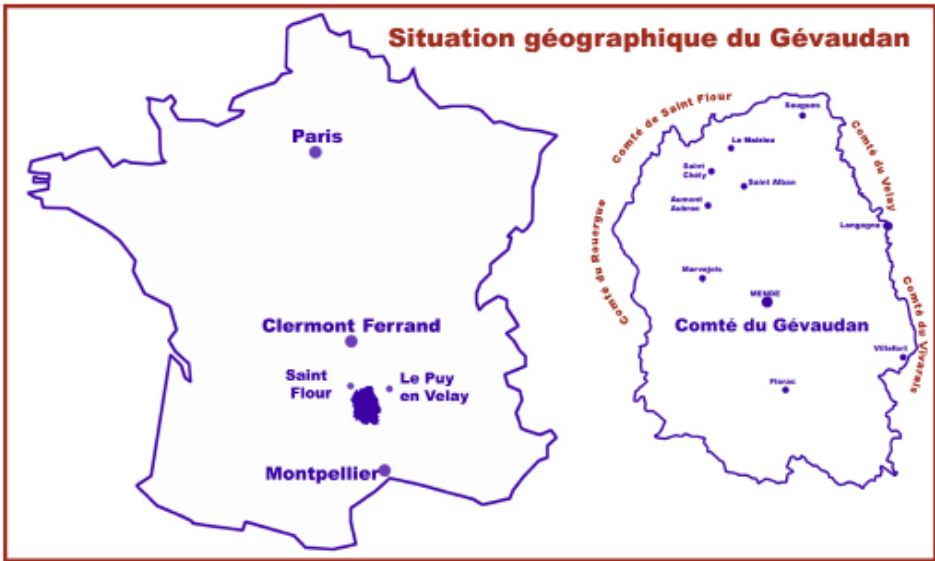 Situation géographique du Gévaudan
Paris
Clermont Ferrand
Saint
Flour
Le Puy
en Velay
Montpellier
Comté de Saint Flour
Comté du Velay
Comté du Rouergue
Comté du Vivarais
Saugues
Le Malzieu
Saint
Chély
Saint Alban
Aumont
Aubrac
Langogne
Marvejols
MENDE
Comté du Gévaudan
Villefort
Florac